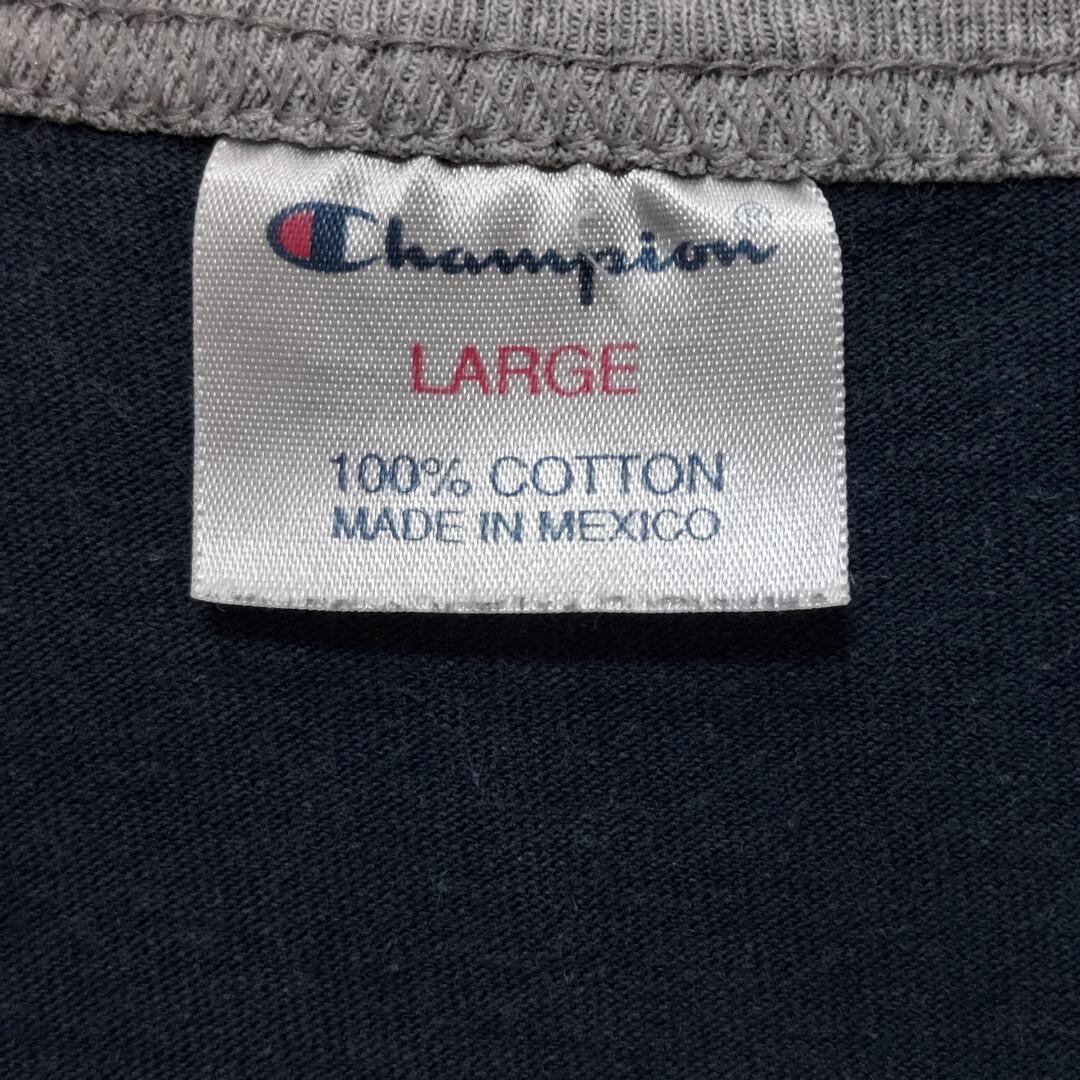 Champion®
LARGE
100% COTTON
MADE IN MEXICO